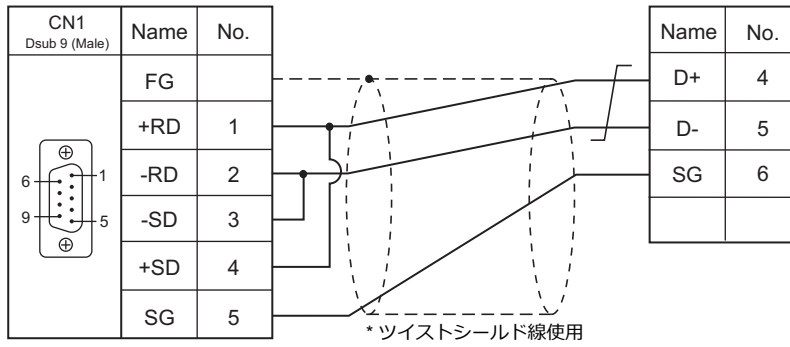 CN1
Dsub 9 (Male)
Name No.
FG
+RD 1
-RD 2
-SD 3
+SD 4
SG 5
6 1
9 5
Name No.
D+ 4
D- 5
SG 6
* ツイストシールド線使用